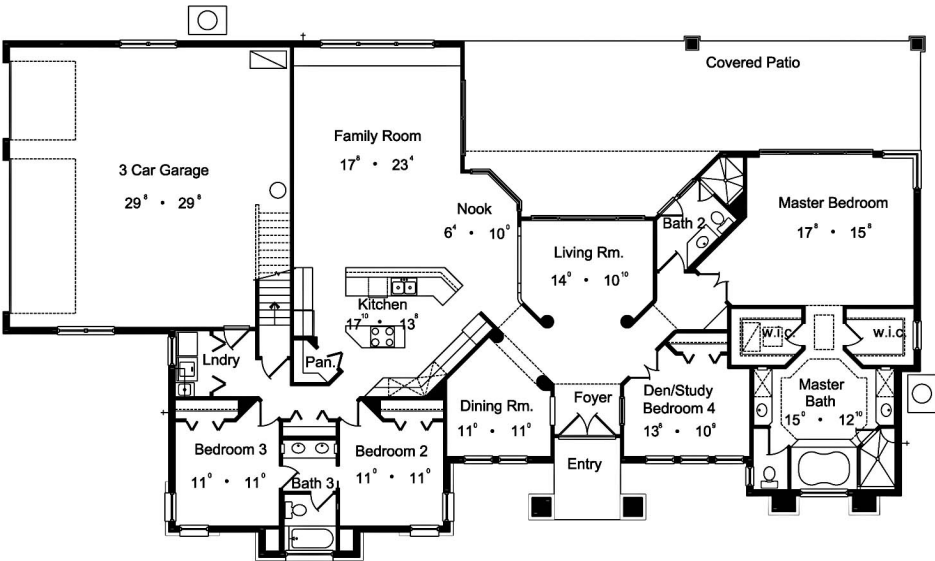 Covered Patio
Family Room
17⁸ • 23⁴
3 Car Garage
29⁸ • 29⁸
Nook
6⁴ • 10⁰
Bath 2
Master Bedroom
17⁸ • 15⁸
Living Rm.
14⁰ • 10¹⁰
Kitchen
17¹⁰ • 13⁸
w.i.c.
w.i.c.
Lndry
Pan.
Dining Rm.
11⁰ • 11⁰
Foyer
Den/Study
Bedroom 4
13⁸ • 10⁹
Master
Bath
15⁰ • 12¹⁰
Bedroom 3
11⁰ • 11⁰
Bath 3
Bedroom 2
11⁰ • 11⁰
Entry